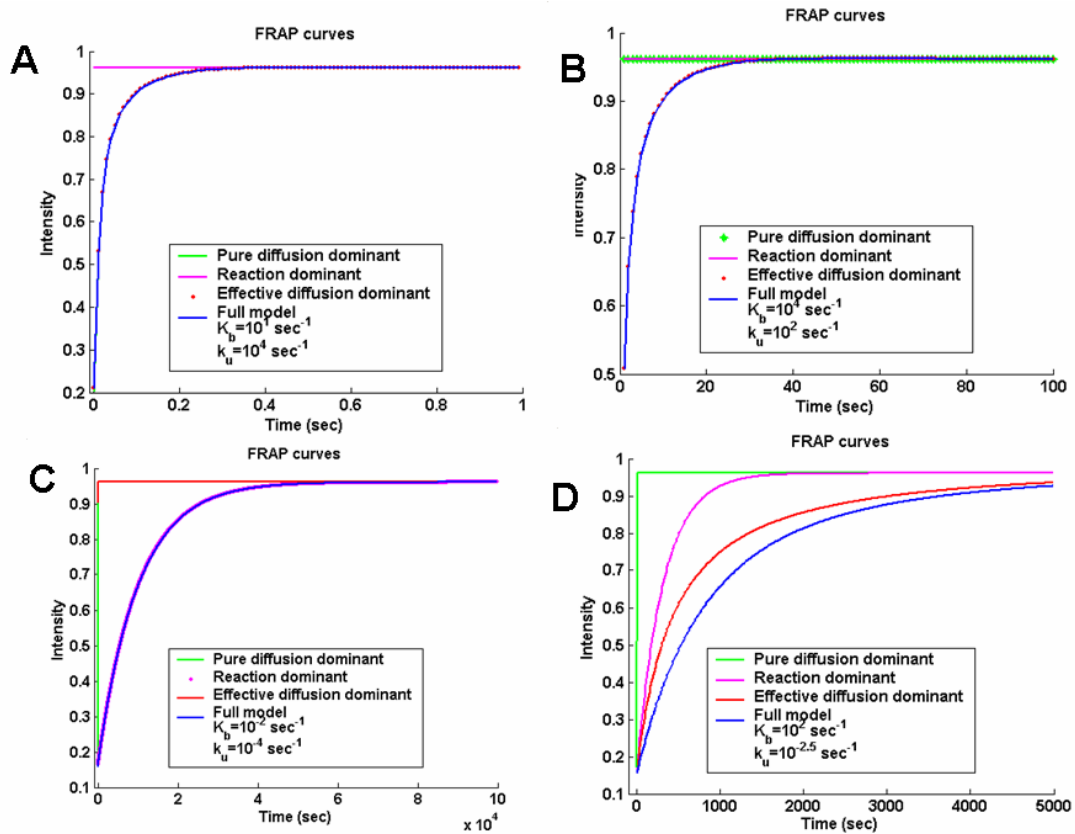 A
FRAP curves
Intensity
1
0.9
0.8
0.7
0.6
0.5
0.4
0.3
0.2
0
0.2
0.4
0.6
0.8
1
Time (sec)
Pure diffusion dominant
Reaction dominant
Effective diffusion dominant
Full model
K_b=10^1 sec^-1
k_u=10^4 sec^-1
B
FRAP curves
Intensity
1
0.9
0.8
0.7
0.6
0.5
0
20
40
60
80
100
Time (sec)
Pure diffusion dominant
Reaction dominant
Effective diffusion dominant
Full model
K_b=10^4 sec^-1
k_u=10^2 sec^-1
C
FRAP curves
Intensity
1
0.9
0.8
0.7
0.6
0.5
0.4
0.3
0.2
0.1
0
2
4
6
8
10
Time (sec)
x 10^4
Pure diffusion dominant
Reaction dominant
Effective diffusion dominant
Full model
K_b=10^-2 sec^-1
k_u=10^-4 sec^-1
D
FRAP curves
Intensity
1
0.9
0.8
0.7
0.6
0.5
0.4
0.3
0.2
0.1
0
1000
2000
3000
4000
5000
Time (sec)
Pure diffusion dominant
Reaction dominant
Effective diffusion dominant
Full model
K_b=10^2 sec^-1
k_u=10^-2.5 sec^-1